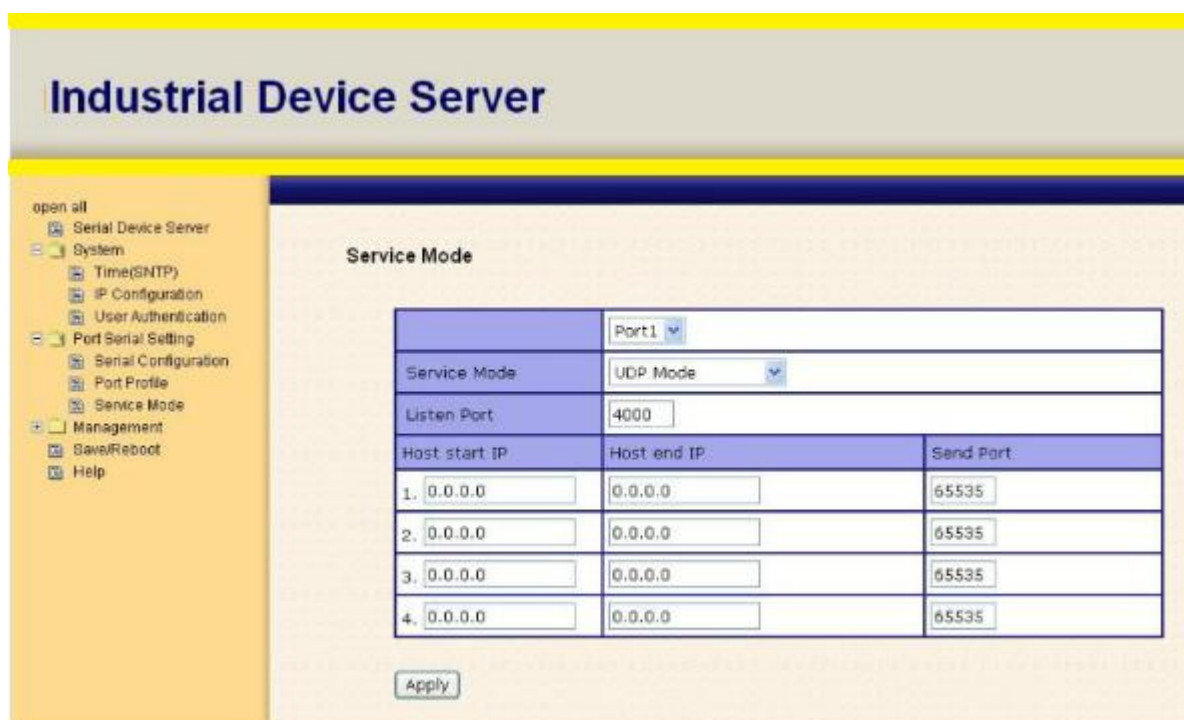 Industrial Device Server
open all
Serial Device Server
System
Time(SNTP)
IP Configuration
User Authentication
Port Serial Setting
Serial Configuration
Port Profile
Service Mode
Management
Save/Reboot
Help
Service Mode
Port1
Service Mode UDP Mode
Listen Port 4000
Host start IP Host end IP Send Port
1. 0.0.0.0 0.0.0.0 65535
2. 0.0.0.0 0.0.0.0 65535
3. 0.0.0.0 0.0.0.0 65535
4. 0.0.0.0 0.0.0.0 65535
Apply